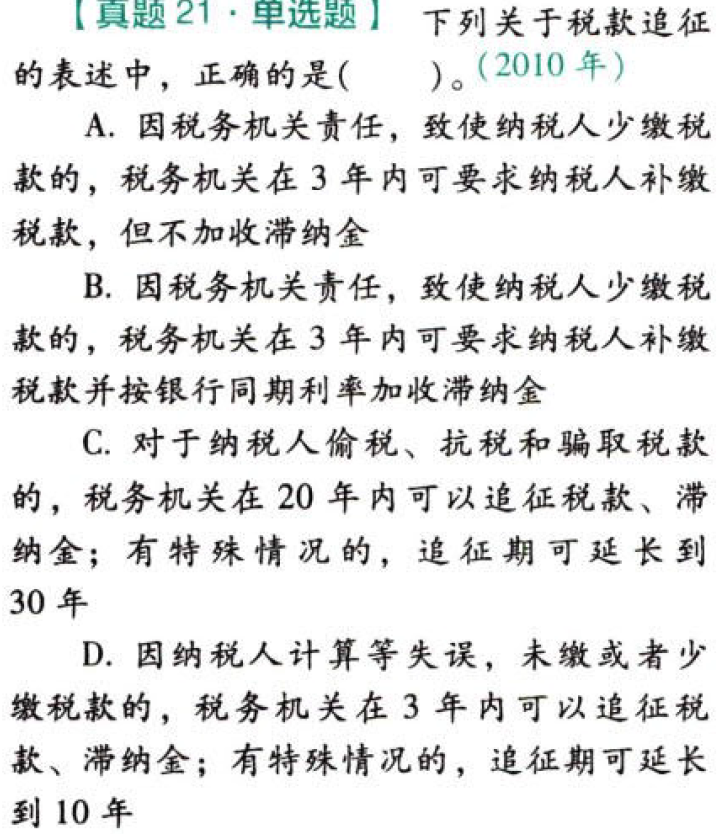 【真题 21·单选题】 下列关于税款追征
的表述中，正确的是(  )。(2010 年)
A. 因税务机关责任，致使纳税人少缴税
款的，税务机关在 3 年内可要求纳税人补缴
税款，但不加收滞纳金
B. 因税务机关责任，致使纳税人少缴税
款的，税务机关在 3 年内可要求纳税人补缴
税款并按银行同期利率加收滞纳金
C. 对于纳税人偷税、抗税和骗取税款
的，税务机关在 20 年内可以追征税款、滞
纳金；有特殊情况的，追征期可延长到
30 年
D. 因纳税人计算等失误，未缴或者少
缴税款的，税务机关在 3 年内可以追征税
款、滞纳金；有特殊情况的，追征期可延长
到 10 年